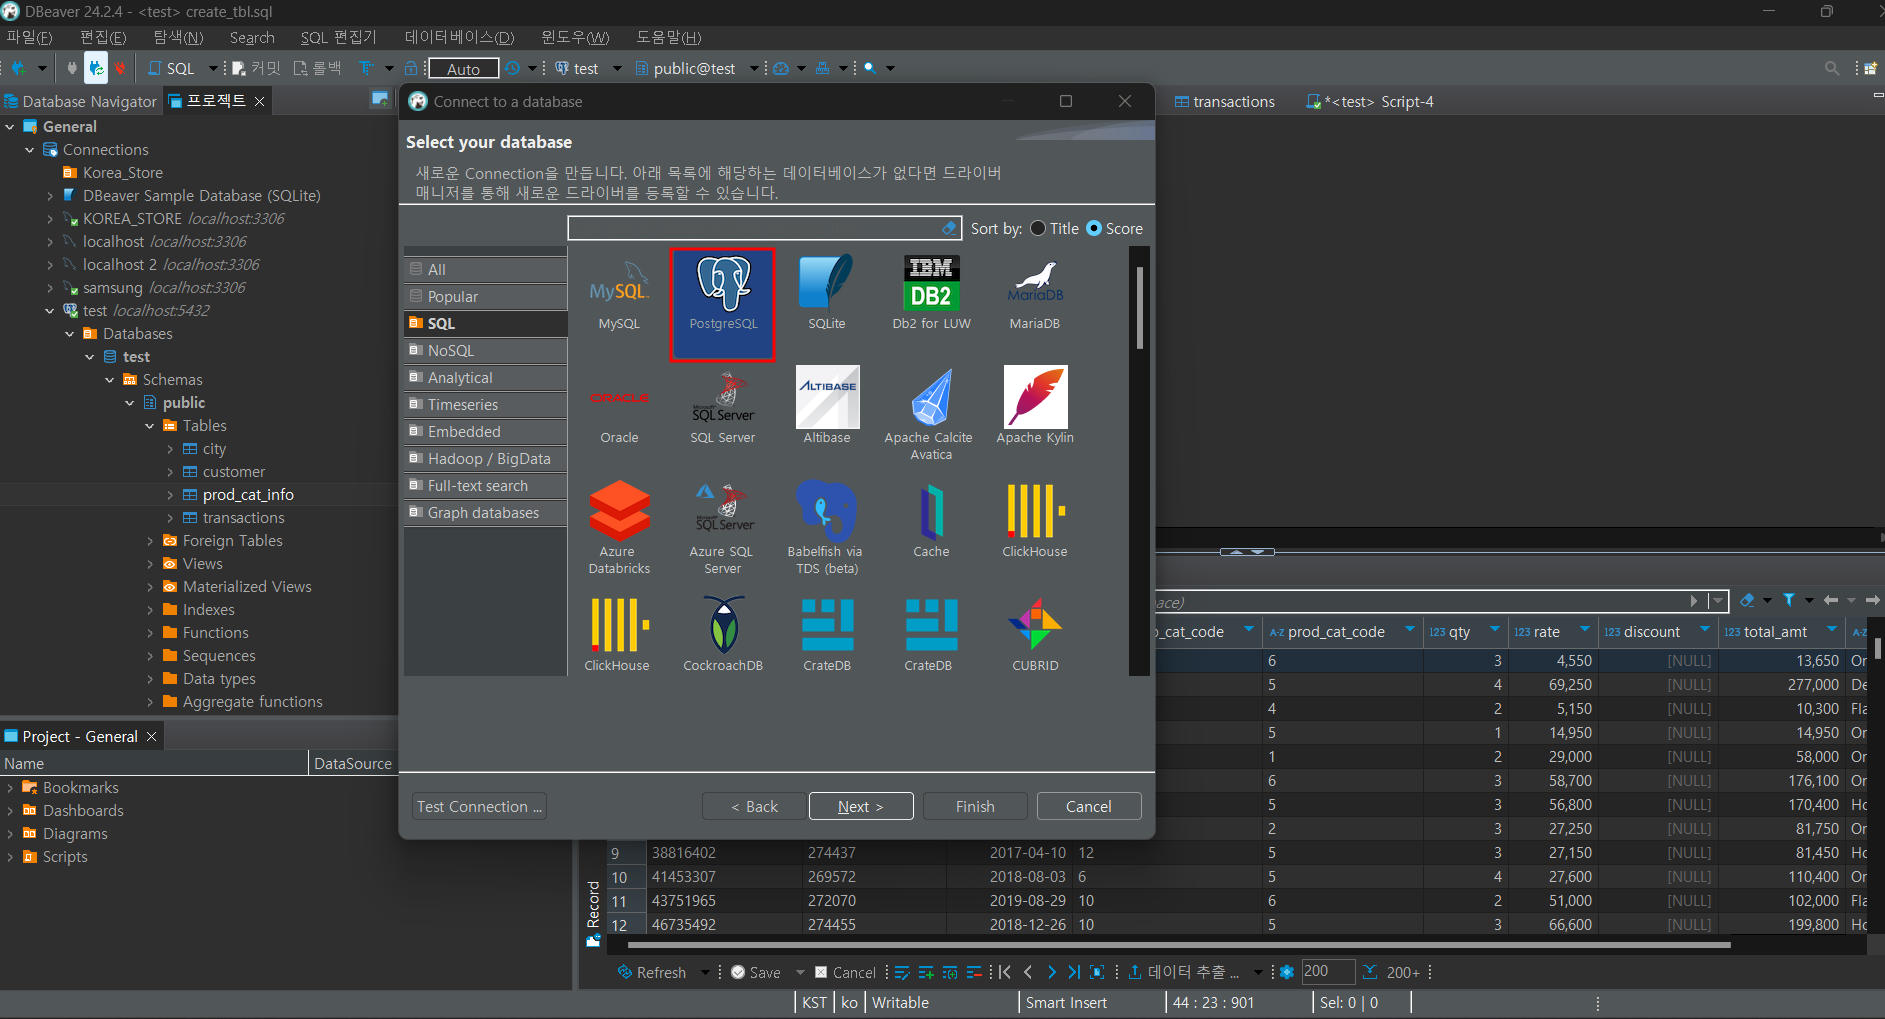 DBeaver 24.2.4 - <test> create_tbl.sql
파일(F) 편집(E) 탐색(N) Search SQL 편집기 데이터베이스(D) 윈도우(W) 도움말(H)
SQL 커밋 롤백 Auto test public@test
Database Navigator 프로젝트
General
Connections
Korea_Store
DBeaver Sample Database (SQLite)
KOREA_STORE localhost:3306
localhost localhost:3306
localhost 2 localhost:3306
samsung localhost:3306
test localhost:5432
Databases
test
Schemas
public
Tables
city
customer
prod_cat_info
transactions
Foreign Tables
Views
Materialized Views
Indexes
Functions
Sequences
Data types
Aggregate functions
Project - General
Name DataSource
Bookmarks
Dashboards
Diagrams
Scripts
Connect to a database
Select your database
새로운 Connection을 만듭니다. 아래 목록에 해당하는 데이터베이스가 없다면 드라이버
매니저를 통해 새로운 드라이버를 등록할 수 있습니다.
Sort by: Title Score
All
Popular
SQL
NoSQL
Analytical
Timeseries
Embedded
Hadoop / BigData
Full-text search
Graph databases
MySQL IBM DB2 MariaDB
MySQL PostgreSQL SQLite Db2 for LUW MariaDB
ORACLE Microsoft SQL Server ALTIBASE
Oracle SQL Server Altibase Apache Calcite Avatica Apache Kylin
Microsoft SQL Server
Azure Databricks Azure SQL Server Babelfish via TDS (beta) Cache ClickHouse
ClickHouse CockroachDB CrateDB CrateDB CUBRID
Test Connection ... < Back Next > Finish Cancel
transactions *<test> Script-4
ace)
_cat_code A-Z prod_cat_code 123 qty 123 rate 123 discount 123 total_amt A-Z
6 3 4,550 [NULL] 13,650 Or
5 4 69,250 [NULL] 277,000 De
4 2 5,150 [NULL] 10,300 Fla
5 1 14,950 [NULL] 14,950 Or
1 2 29,000 [NULL] 58,000 Or
6 3 58,700 [NULL] 176,100 Or
5 3 56,800 [NULL] 170,400 Ho
2 3 27,250 [NULL] 81,750 Or
9 38816402 274437 2017-04-10 12 5 3 27,150 [NULL] 81,450 Ho
10 41453307 269572 2018-08-03 6 5 4 27,600 [NULL] 110,400 Or
11 43751965 272070 2019-08-29 10 6 2 51,000 [NULL] 102,000 Fla
12 46735492 274455 2018-12-26 10 5 3 66,600 [NULL] 199,800 Ho
Record
Refresh Save Cancel 데이터 추출 ... 200 200+
KST ko Writable Smart Insert 44 : 23 : 901 Sel: 0 | 0